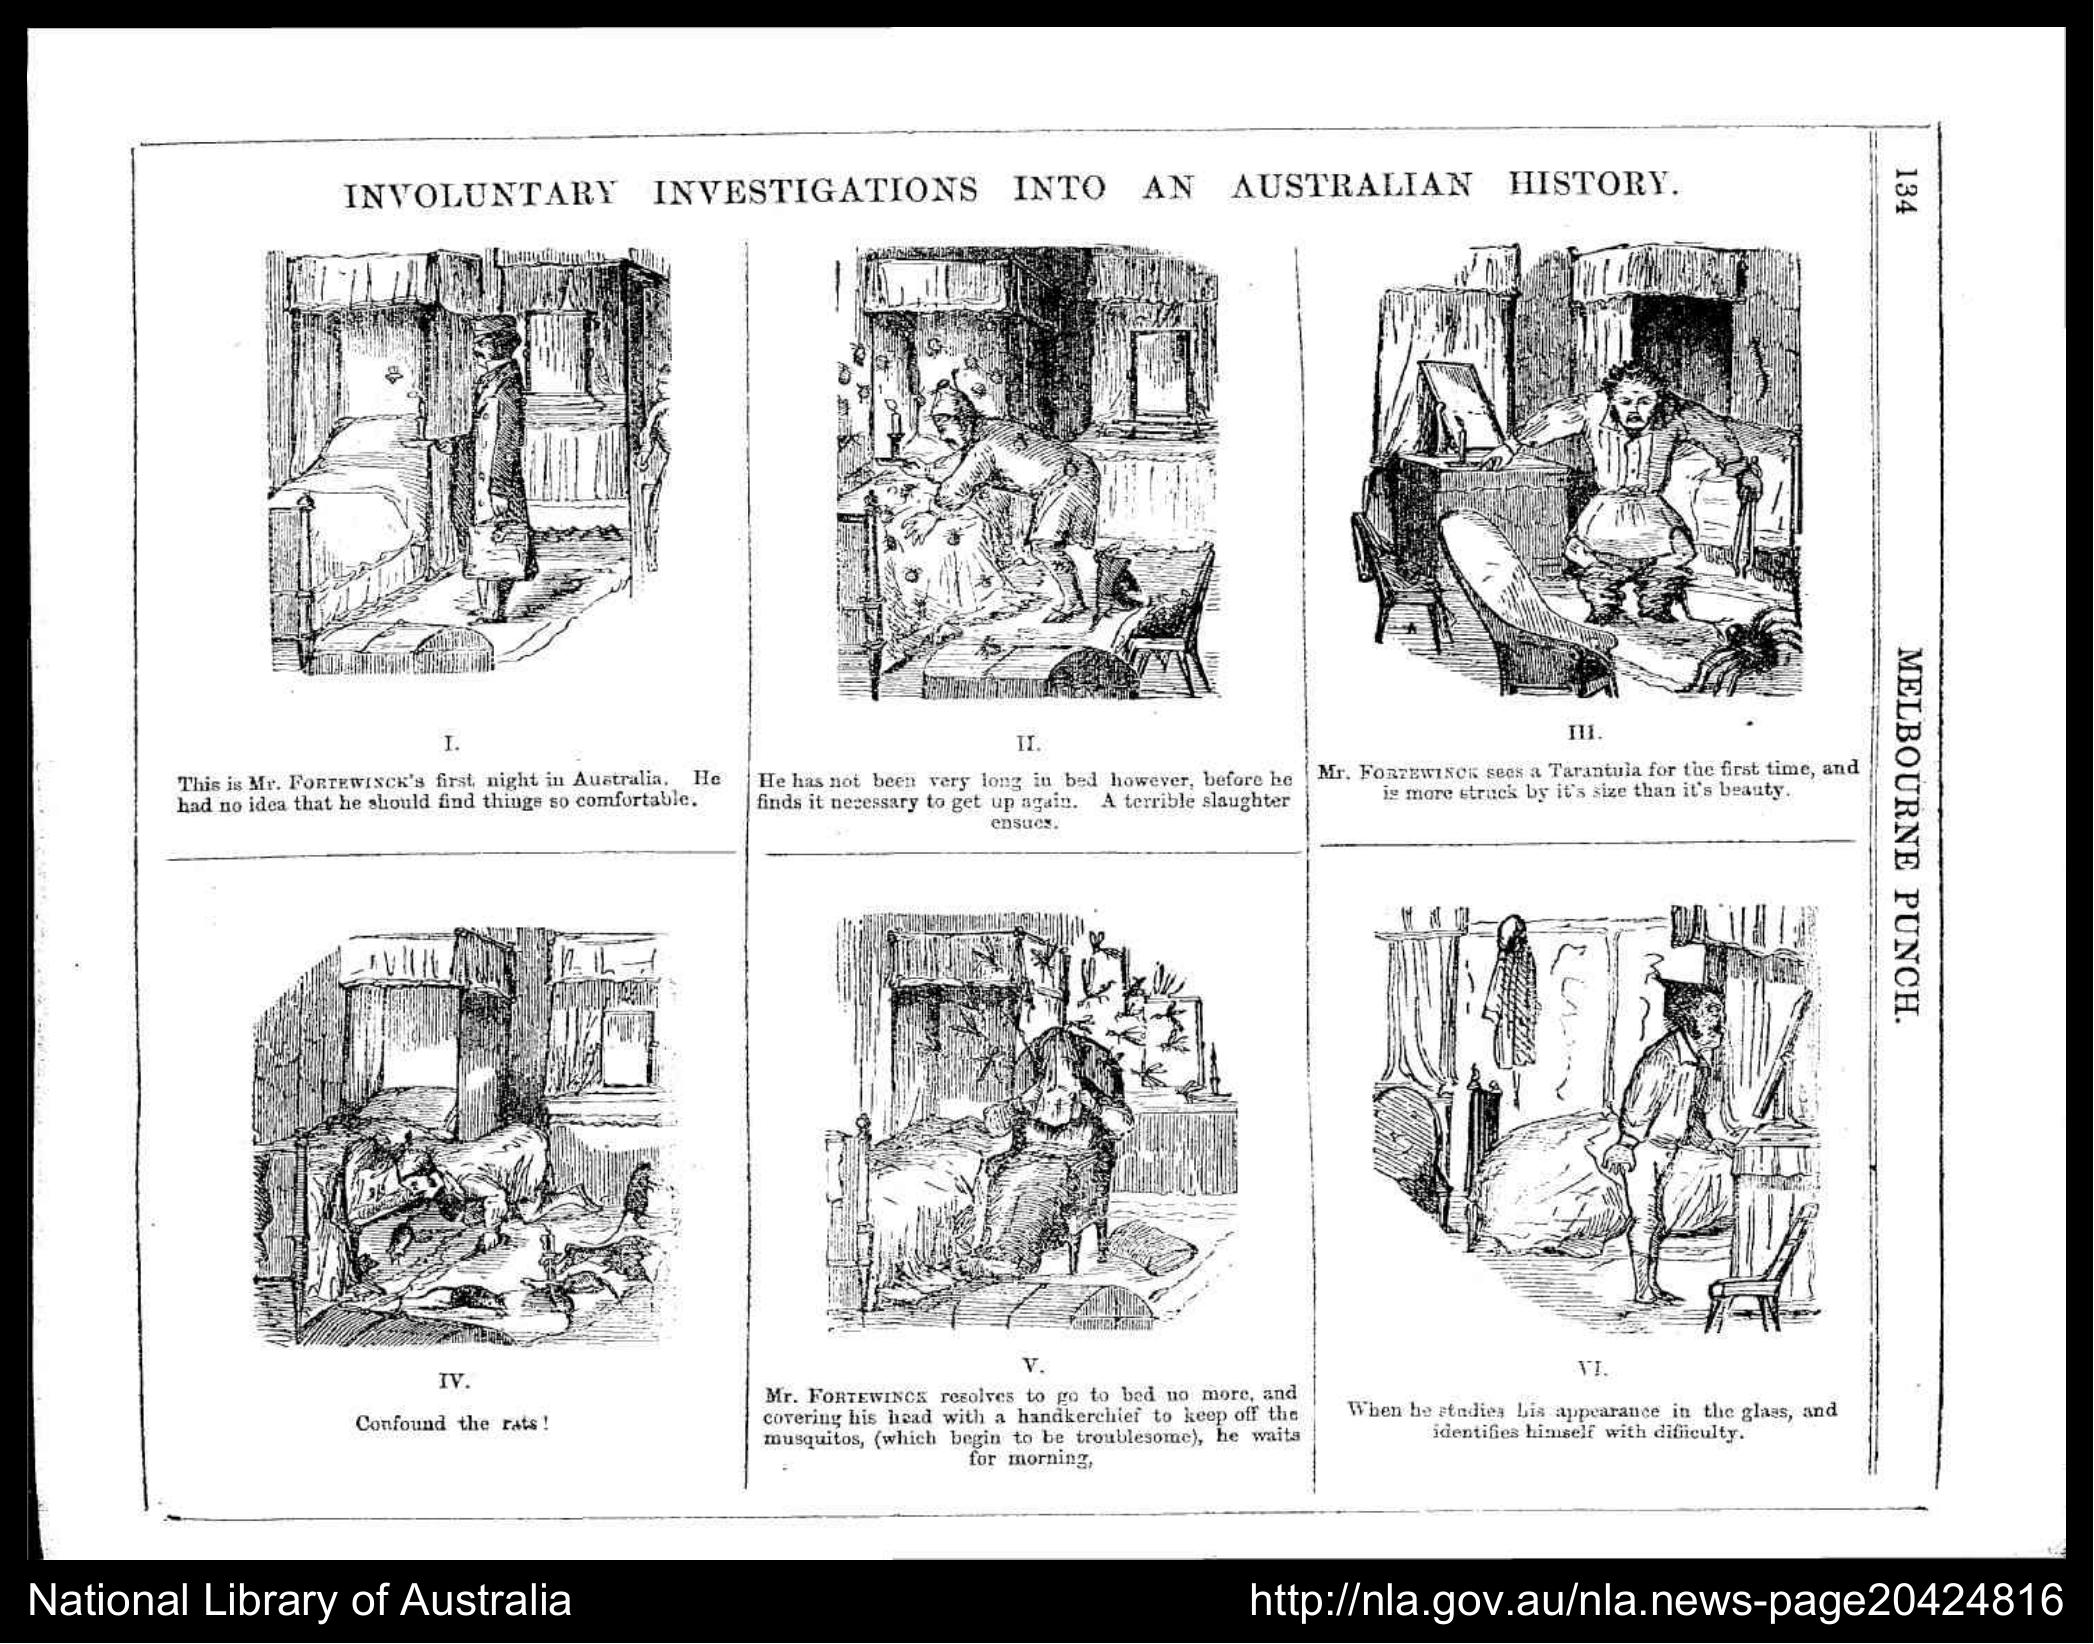 INVOLUNTARY INVESTIGATIONS INTO AN AUSTRALIAN HISTORY.
134
MELBOURNE PUNCH.
I.
This is Mr. FORTEWINCK'S first night in Australia. He
had no idea that he should find things so comfortable.
II.
He has not been very long in bed however, before he
finds it necessary to get up again. A terrible slaughter
ensues.
III.
Mr. FORTEWINCK sees a Tarantula for the first time, and
is more struck by it's size than it's beauty.
IV.
Confound the rats!
V.
Mr. FORTEWINCK resolves to go to bed no more, and
covering his head with a handkerchief to keep off the
musquitos, (which begin to be troublesome), he waits
for morning,
VI.
When he studies his appearance in the glass, and
identifies himself with difficulty.
National Library of Australia
http://nla.gov.au/nla.news-page20424816